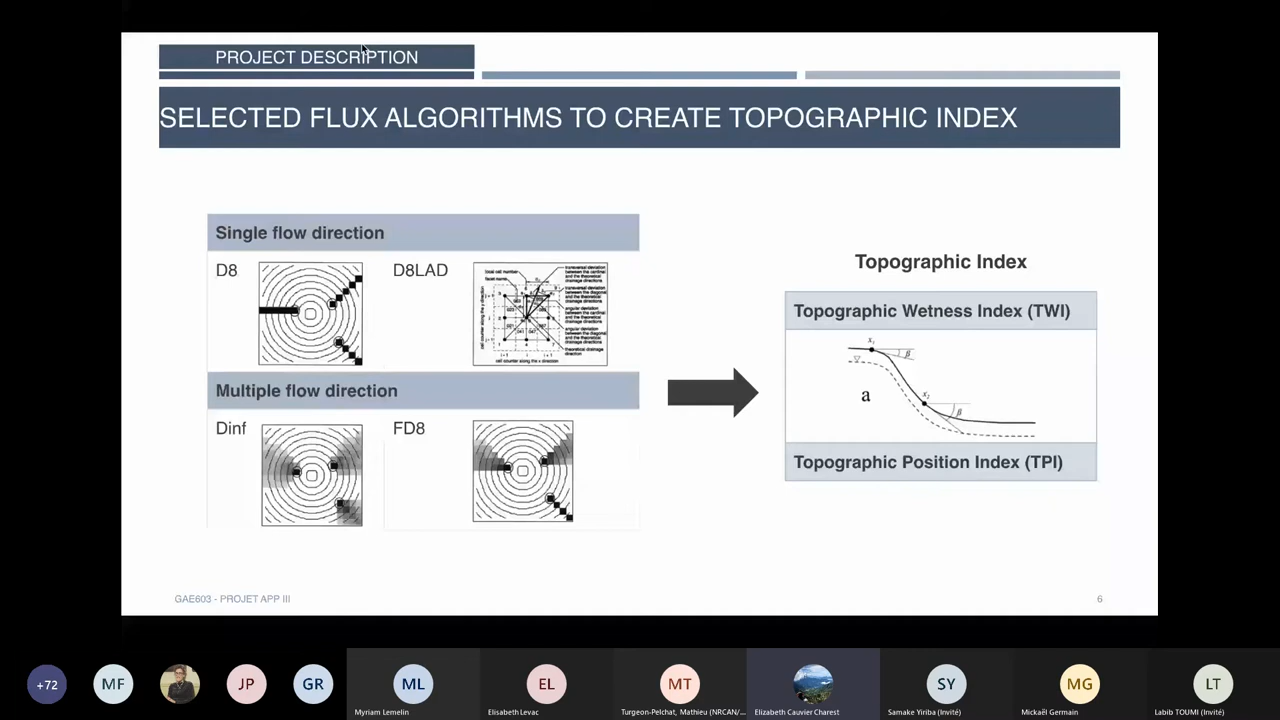 PROJECT DESCRIPTION
SELECTED FLUX ALGORITHMS TO CREATE TOPOGRAPHIC INDEX
Single flow direction
D8
D8LAD
Multiple flow direction
Dinf
FD8
Topographic Index
Topographic Wetness Index (TWI)
x₁
β
a
x₂
β
Topographic Position Index (TPI)
GAE603 - PROJET APP III
6
+72
MF
JP
GR
ML
EL
MT
SY
MG
LT
Myriam Lemelin
Elisabeth Levac
Turgeon-Pelchat, Mathieu (NRCAN/...
Elizabeth Cauvier Charest
Samake Yiriba (Invité)
Mickaël Germain
Labib TOUMI (Invité)